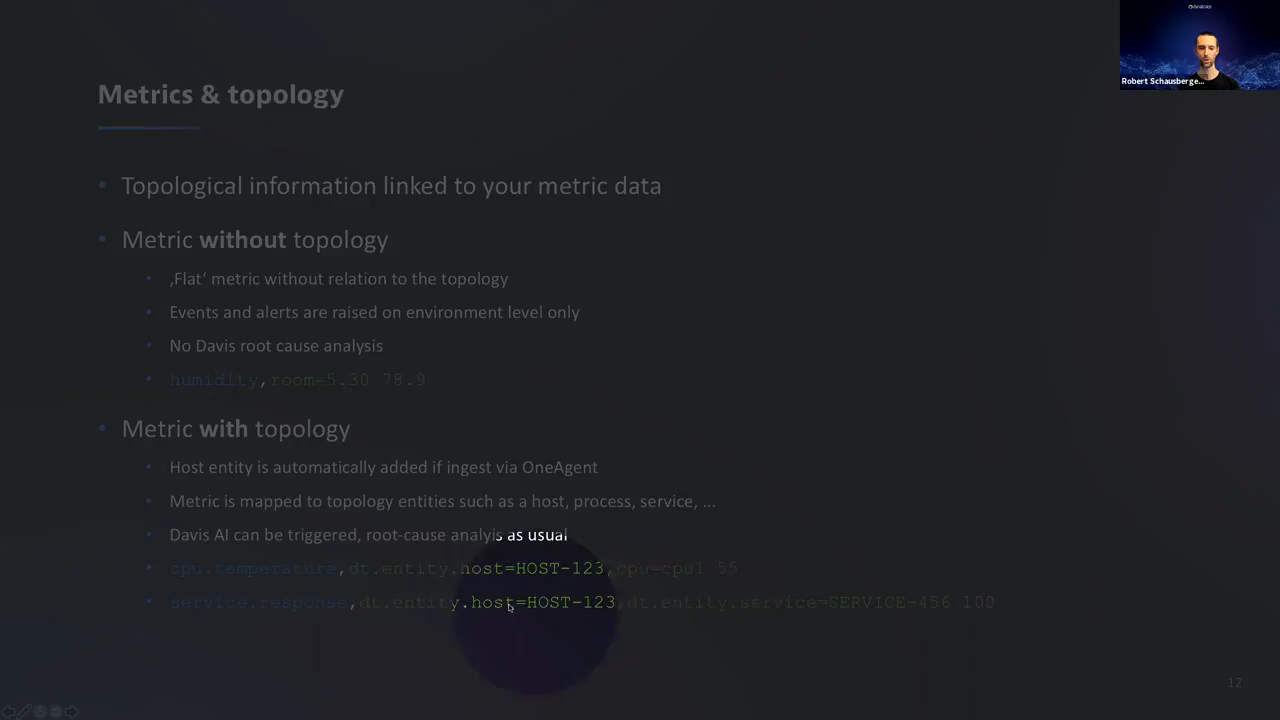 dynatrace
Robert Schausberge...
Metrics & topology
• Topological information linked to your metric data
• Metric without topology
• ‚Flat‘ metric without relation to the topology
• Events and alerts are raised on environment level only
• No Davis root cause analysis
• humidity,room=5.30 78.9
• Metric with topology
• Host entity is automatically added if ingest via OneAgent
• Metric is mapped to topology entities such as a host, process, service, ...
• Davis AI can be triggered, root-cause analyis as usual
• cpu.temperature,dt.entity.host=HOST-123,cpu=cpu1 55
• service.response,dt.entity.host=HOST-123,dt.entity.service=SERVICE-456 100
12